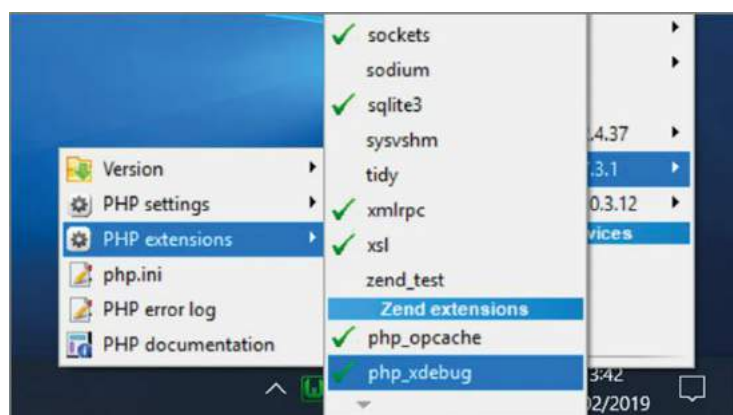 Version
PHP settings
PHP extensions
php.ini
PHP error log
PHP documentation
sockets
sodium
sqlite3
sysvshm
tidy
xmlrpc
xsl
zend_test
Zend extensions
php_opcache
php_xdebug
.4.37
.3.1
0.3.12
vices
3:42
02/2019